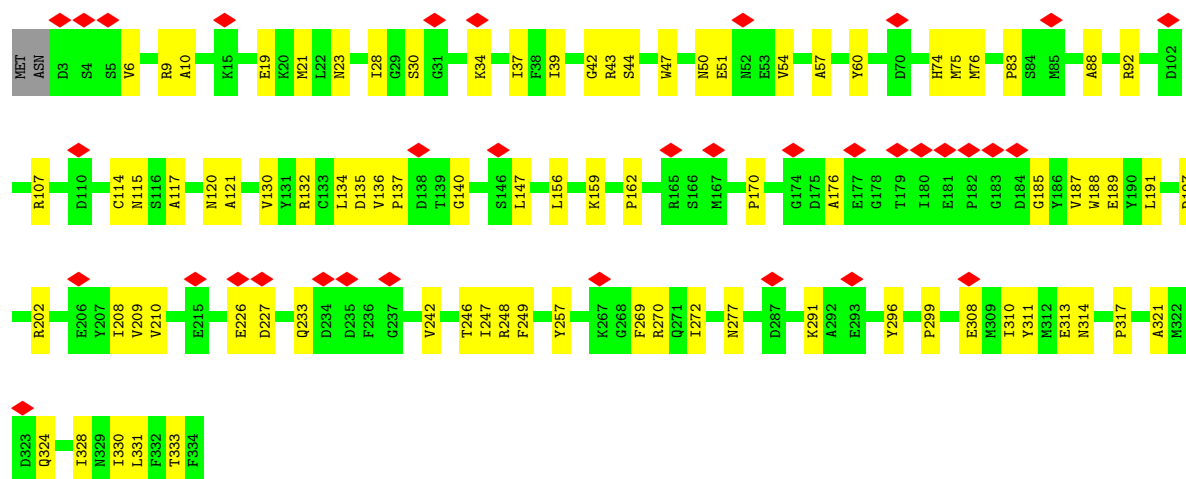 MET ASN D3 S4 S5 V6 R9 A10 K15 E19 K20 M21 L22 N23 I28 G29 S30 G31 K34 I37 F38 I39 G42 R43 S44 W47 N50 E51 N52 E53 V54 A57 Y60 D70 H74 M75 M76 P83 S84 M85 A88 R92 D102
R107 D110 C114 N115 S116 A117 N120 A121 V130 Y131 R132 C133 L134 D135 V136 P137 D138 T139 G140 S146 L147 L156 K159 P162 R165 S166 M167 P170 G174 D175 A176 E177 G178 T179 I180 E181 P182 G183 D184 G185 Y186 V187 W188 E189 Y190 L191
R202 E206 Y207 I208 V209 V210 E215 E226 D227 Q233 D234 D235 F236 G237 V242 T246 I247 R248 F249 Y257 K267 G268 F269 R270 Q271 I272 N277 D287 K291 A292 E293 Y296 P299 E308 M309 I310 Y311 M312 E313 N314 P317 A321 M322
D323 Q324 I328 N329 I330 L331 F332 T333 F334